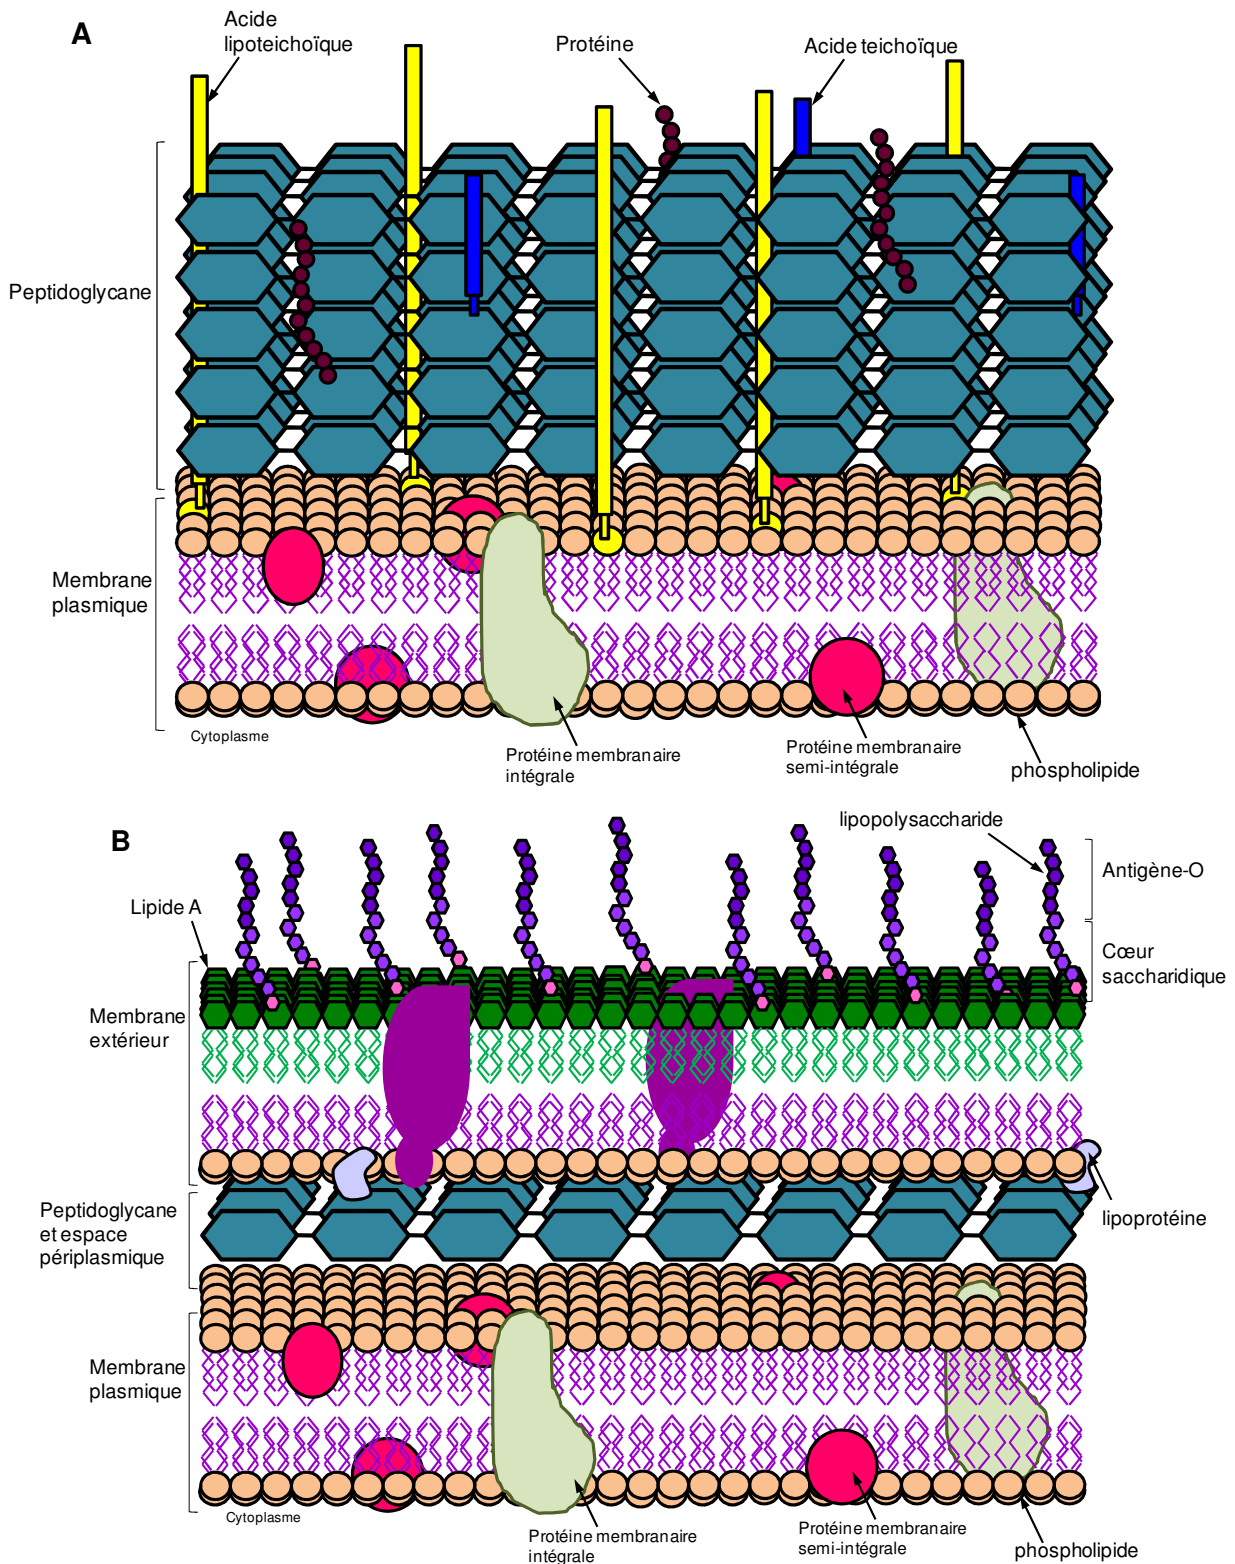 A
Acide
lipoteichoïque
Protéine
Acide teichoïque
Peptidoglycane
Membrane
plasmique
Cytoplasme
Protéine membranaire
intégrale
Protéine membranaire
semi-intégrale
phospholipide
B
lipopolysaccharide
Antigène-O
Lipide A
Cœur
saccharidique
Membrane
extérieur
Peptidoglycane
et espace
périplasmique
lipoprotéine
Membrane
plasmique
Cytoplasme
Protéine membranaire
intégrale
Protéine membranaire
semi-intégrale
phospholipide